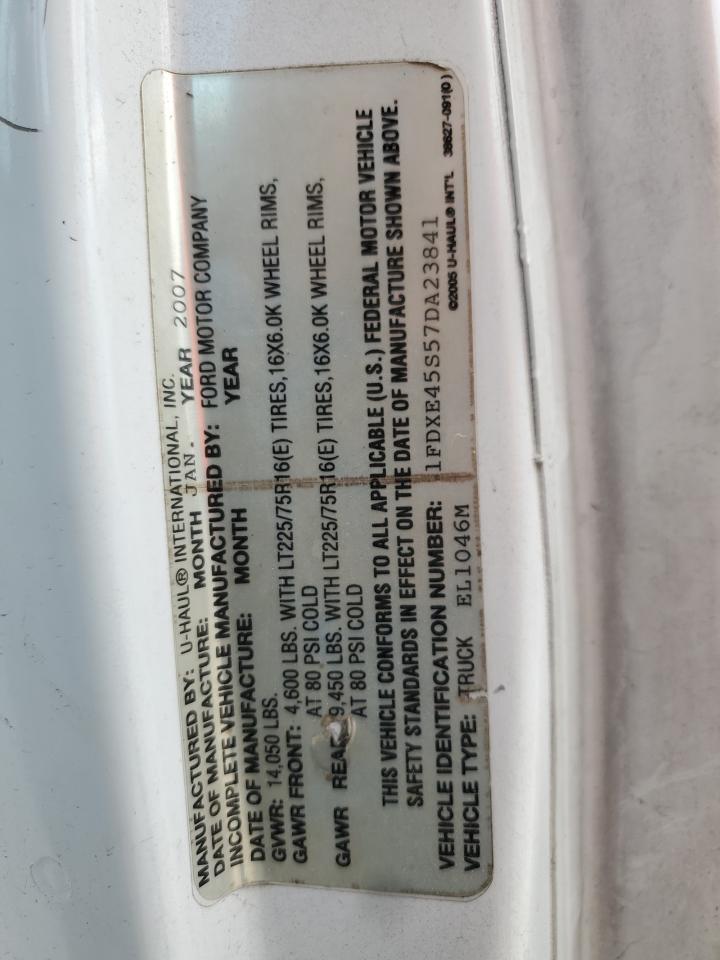 MANUFACTURED BY: U-HAUL® INTERNATIONAL, INC.
DATE OF MANUFACTURE: MONTH JAN. YEAR 2007
INCOMPLETE VEHICLE MANUFACTURED BY: FORD MOTOR COMPANY
DATE OF MANUFACTURE: MONTH YEAR
GVWR: 14,050 LBS.
GAWR FRONT: 4,600 LBS. WITH LT225/75R16(E) TIRES,16X6.0K WHEEL RIMS,
AT 80 PSI COLD
GAWR REAR 9,450 LBS. WITH LT225/75R16(E) TIRES,16X6.0K WHEEL RIMS,
AT 80 PSI COLD
THIS VEHICLE CONFORMS TO ALL APPLICABLE (U.S.) FEDERAL MOTOR VEHICLE
SAFETY STANDARDS IN EFFECT ON THE DATE OF MANUFACTURE SHOWN ABOVE.
VEHICLE IDENTIFICATION NUMBER: 1FDXE45S57DA23841
VEHICLE TYPE: TRUCK EL1046M ©2005 U-HAUL® INT'L 38627-091(O)